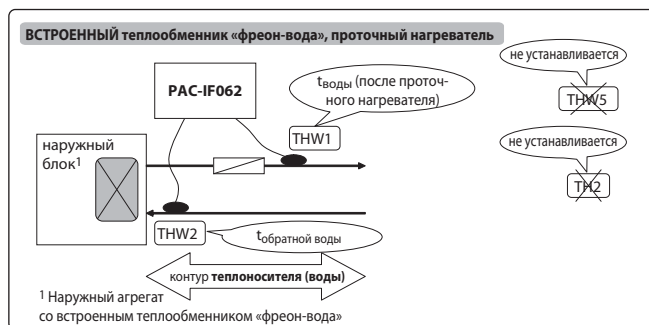 ВСТРОЕННЫЙ теплообменник «фреон-вода», проточный нагреватель
PAC-IF062
tводы (после проточ-
ного нагревателя)
THW1
не устанавливается
THW5
не устанавливается
TH2
наружный
блок1
THW2
tобратной воды
контур теплоносителя (воды)
1 Наружный агрегат
со встроенным теплообменником «фреон-вода»